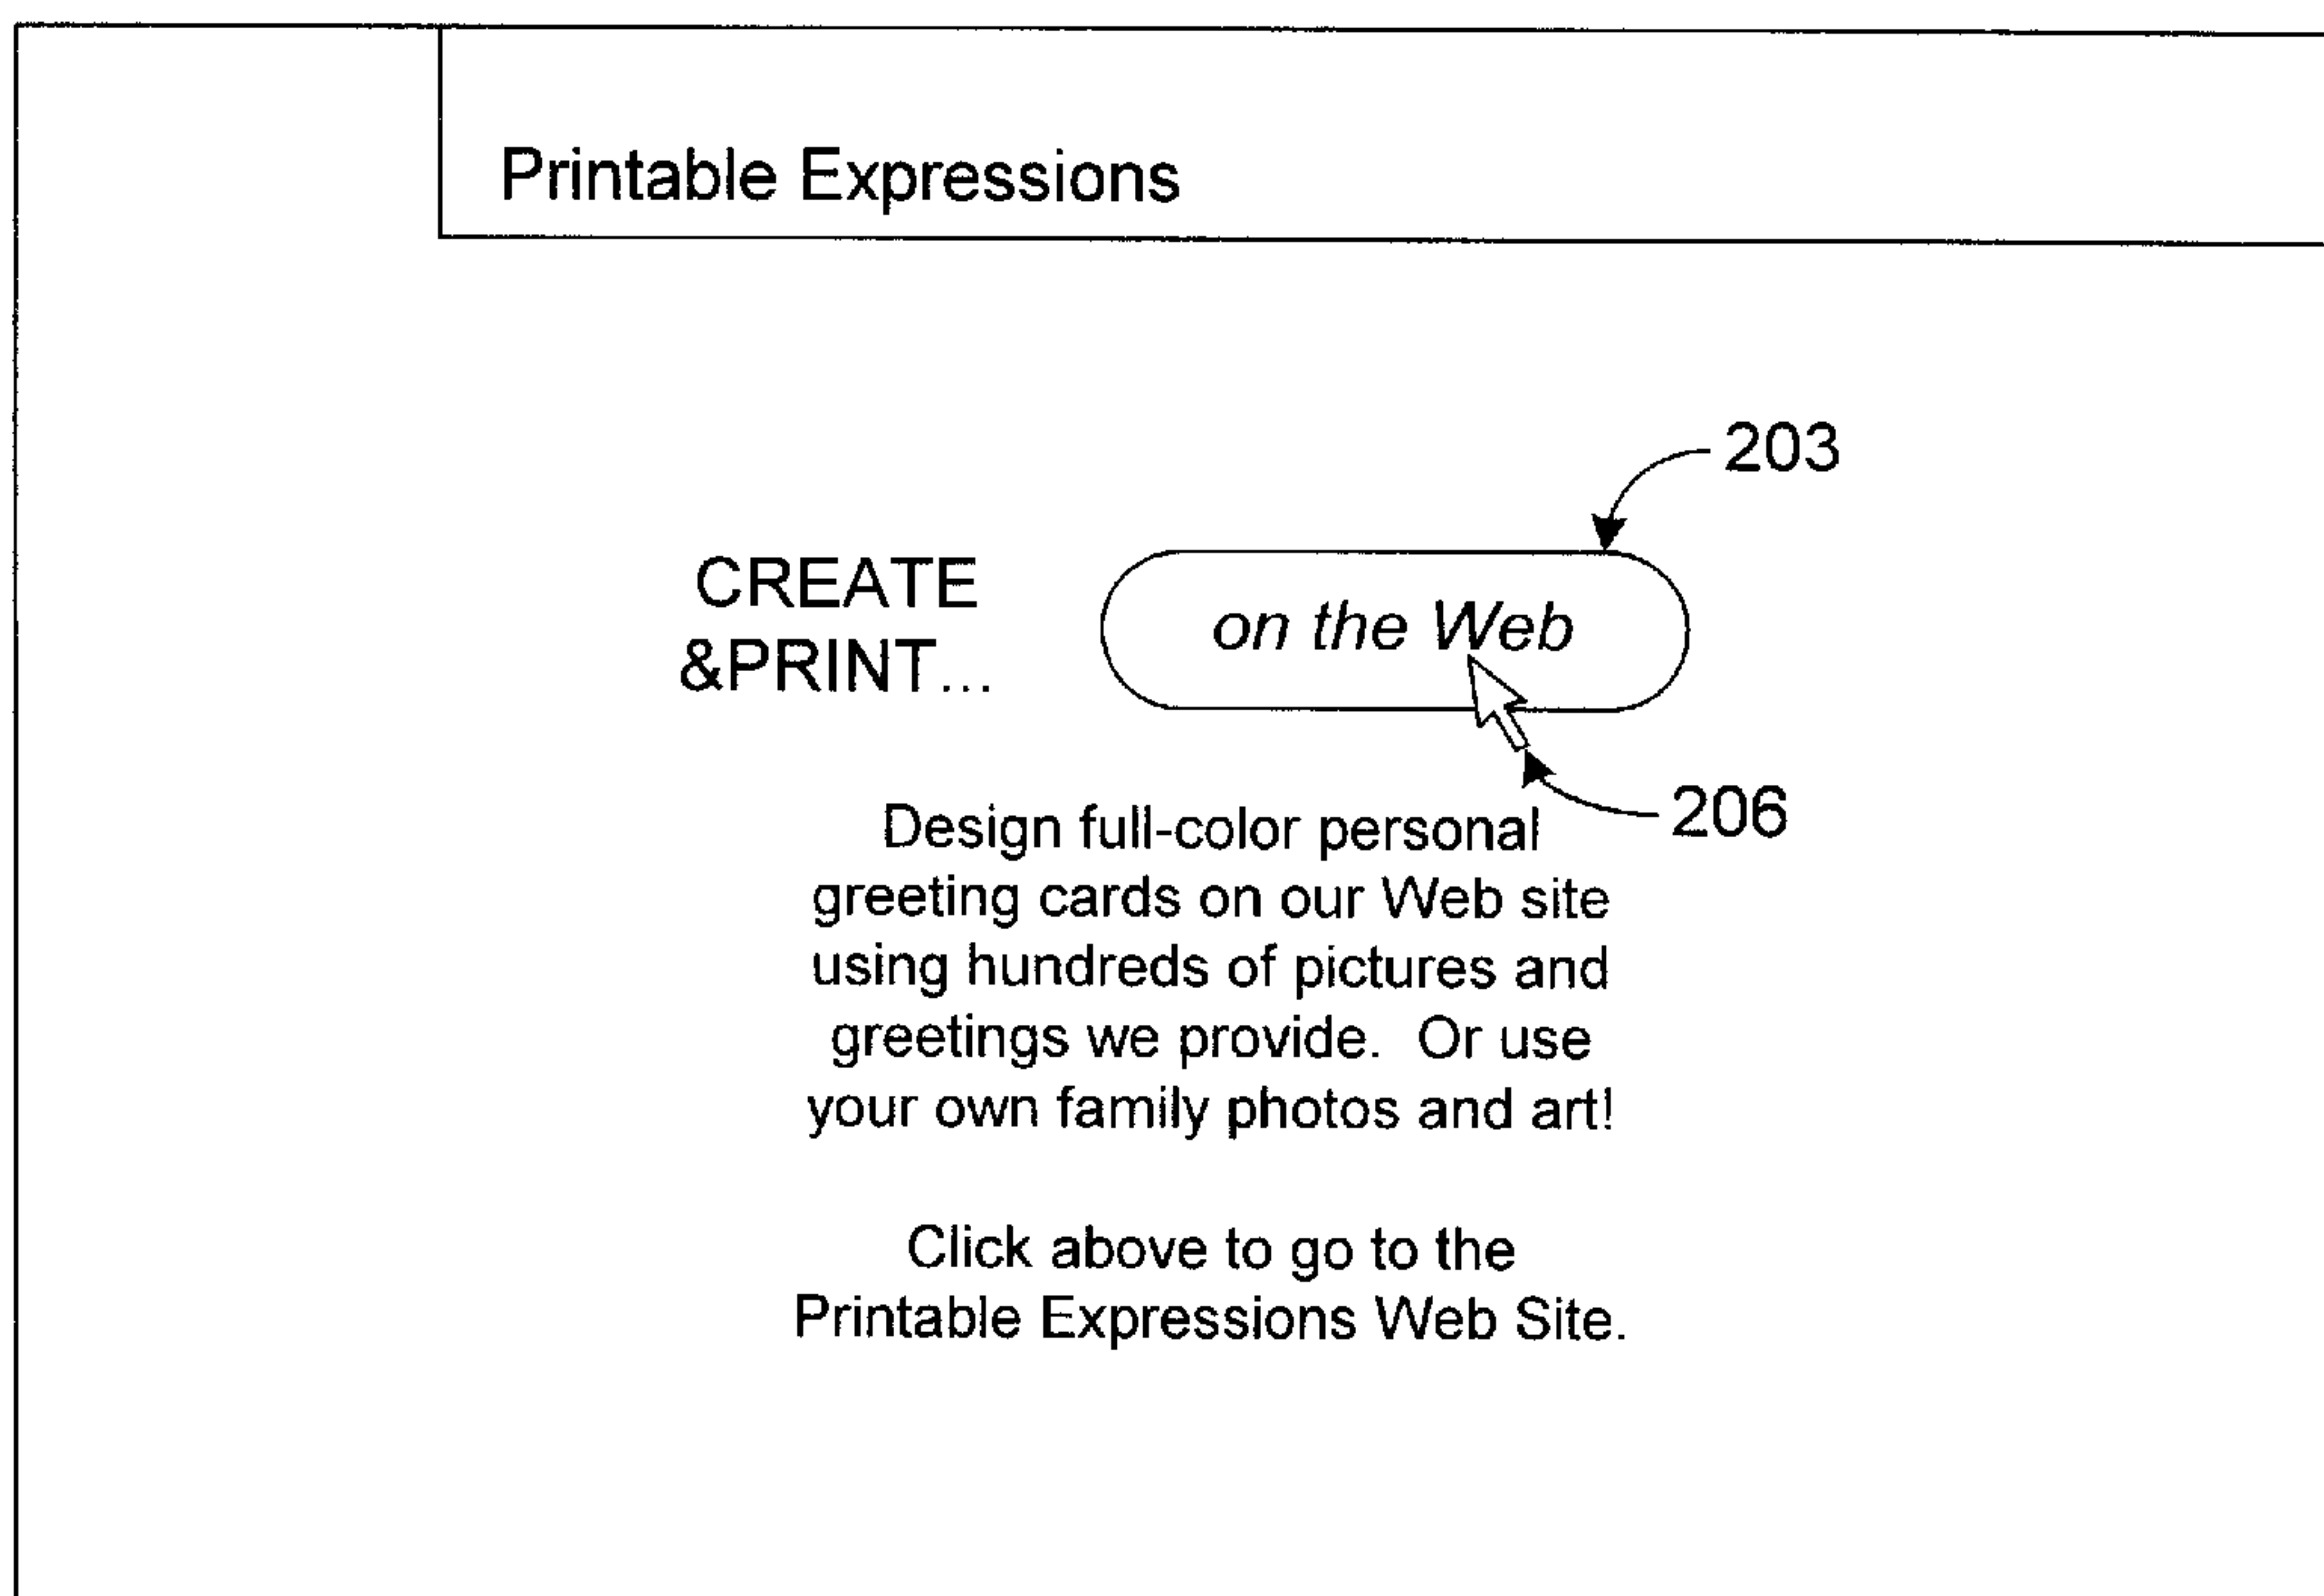 Printable Expressions
203
CREATE
&PRINT...
on the Web
206
Design full-color personal
greeting cards on our Web site
using hundreds of pictures and
greetings we provide. Or use
your own family photos and art!
Click above to go to the
Printable Expressions Web Site.